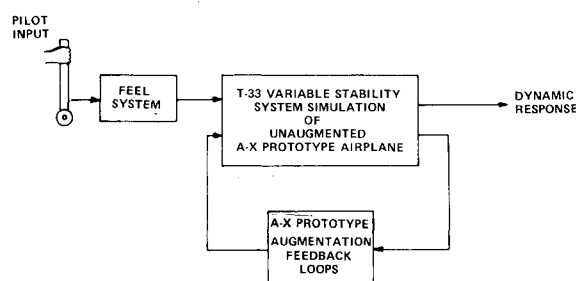 PILOT
INPUT
FEEL
SYSTEM
T-33 VARIABLE STABILITY
SYSTEM SIMULATION
OF
UNAUGMENTED
A-X PROTOTYPE AIRPLANE
DYNAMIC
RESPONSE
A-X PROTOTYPE
AUGMENTATION
FEEDBACK
LOOPS